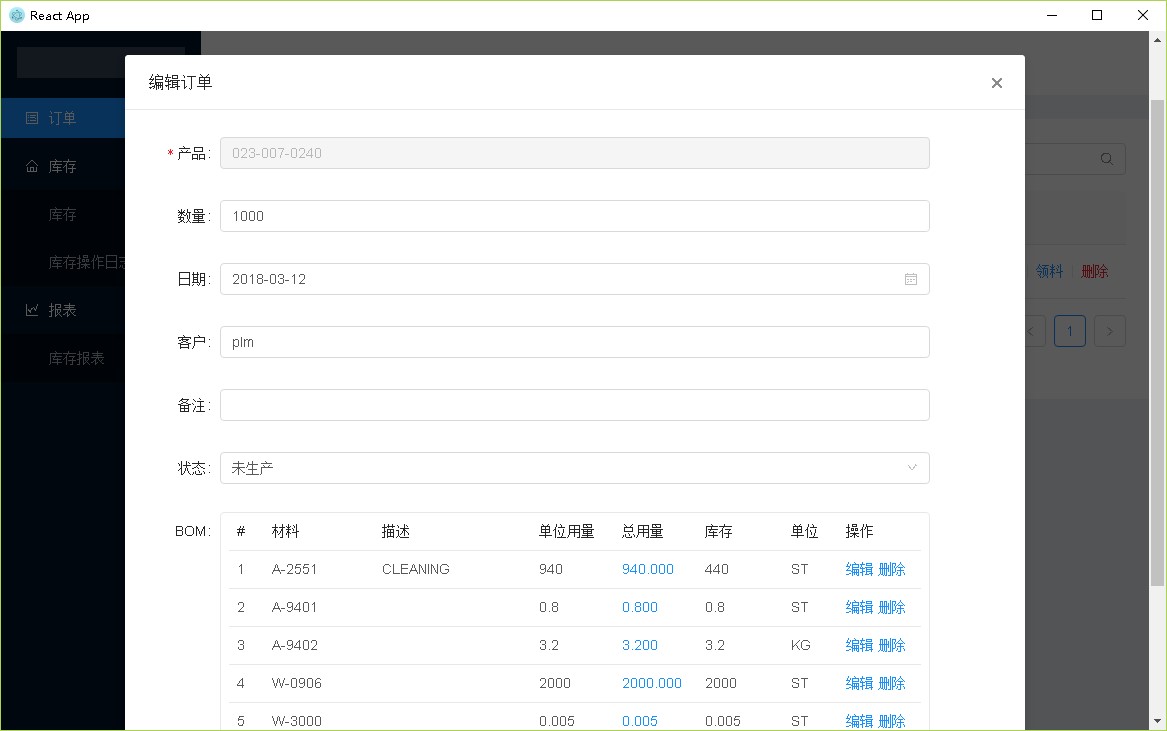 React App
编辑订单
订单
库存
库存
库存操作日志
报表
库存报表
* 产品: 023-007-0240
数量: 1000
日期: 2018-03-12
客户: plm
备注:
状态: 未生产
领料 删除
1
BOM: # 材料 描述 单位用量 总用量 库存 单位 操作
1 A-2551 CLEANING 940 940.000 440 ST 编辑 删除
2 A-9401 0.8 0.800 0.8 ST 编辑 删除
3 A-9402 3.2 3.200 3.2 KG 编辑 删除
4 W-0906 2000 2000.000 2000 ST 编辑 删除
5 W-3000 0.005 0.005 0.005 ST 编辑 删除